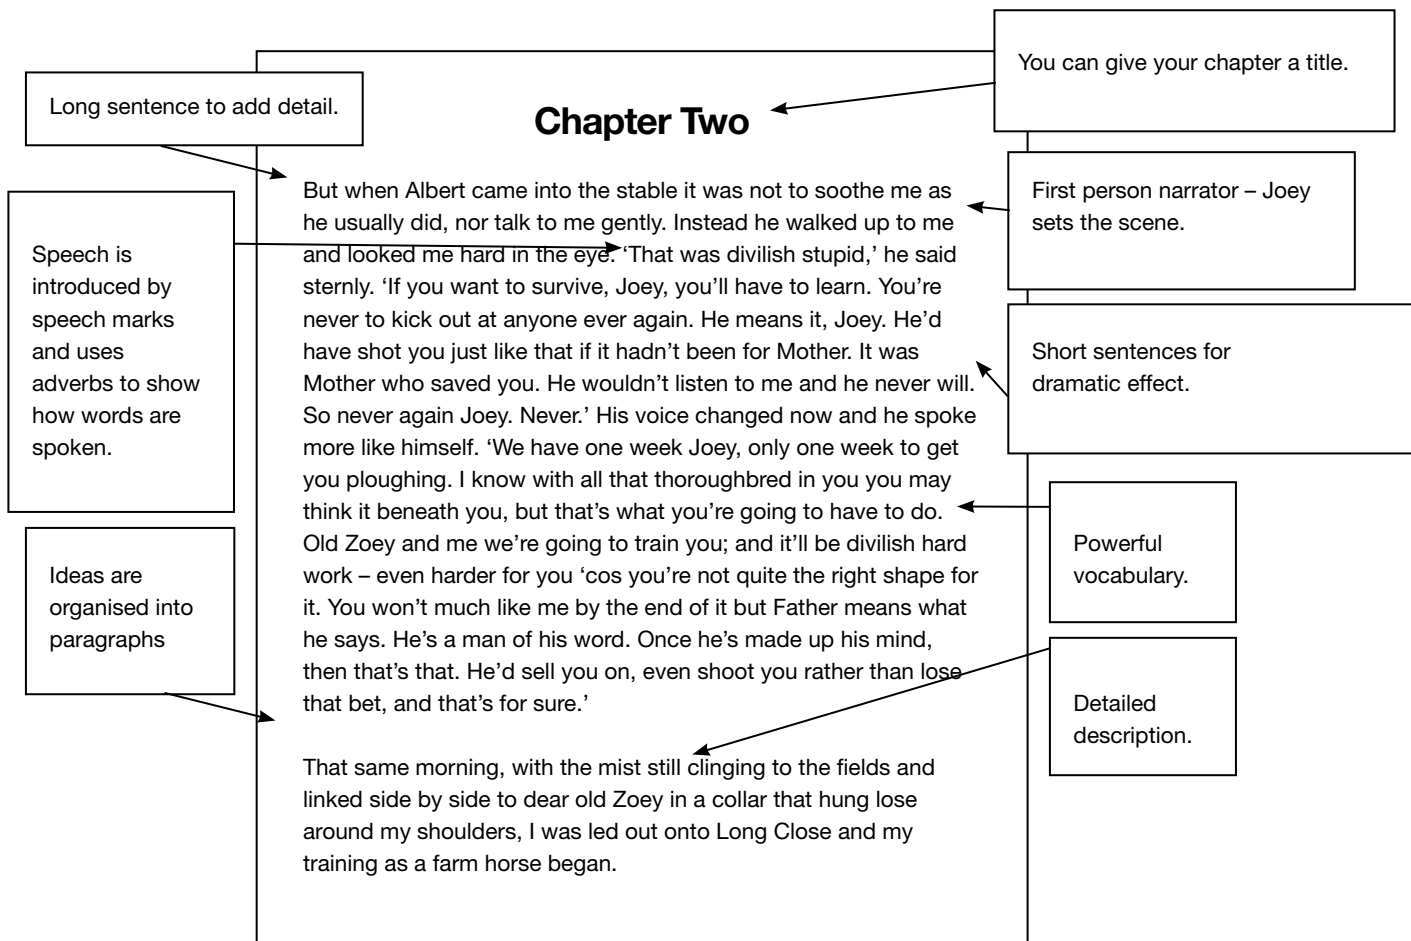 You can give your chapter a title.
Long sentence to add detail.
Chapter Two
First person narrator – Joey
sets the scene.
Speech is
introduced by
speech marks
and uses
adverbs to show
how words are
spoken.
Short sentences for
dramatic effect.
Ideas are
organised into
paragraphs
Powerful
vocabulary.
Detailed
description.
But when Albert came into the stable it was not to soothe me as
he usually did, nor talk to me gently. Instead he walked up to me
and looked me hard in the eye. ‘That was divilish stupid,’ he said
sternly. ‘If you want to survive, Joey, you’ll have to learn. You’re
never to kick out at anyone ever again. He means it, Joey. He’d
have shot you just like that if it hadn’t been for Mother. It was
Mother who saved you. He wouldn’t listen to me and he never will.
So never again Joey. Never.’ His voice changed now and he spoke
more like himself. ‘We have one week Joey, only one week to get
you ploughing. I know with all that thoroughbred in you you may
think it beneath you, but that’s what you’re going to have to do.
Old Zoey and me we’re going to train you; and it’ll be divilish hard
work – even harder for you ‘cos you’re not quite the right shape for
it. You won’t much like me by the end of it but Father means what
he says. He’s a man of his word. Once he’s made up his mind,
then that’s that. He’d sell you on, even shoot you rather than lose
that bet, and that’s for sure.’
That same morning, with the mist still clinging to the fields and
linked side by side to dear old Zoey in a collar that hung lose
around my shoulders, I was led out onto Long Close and my
training as a farm horse began.